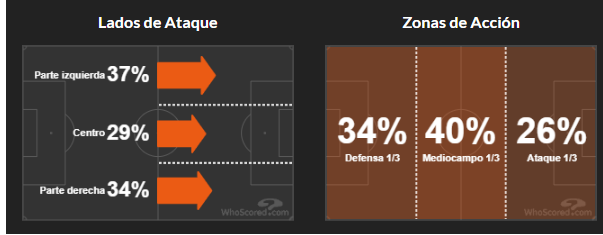 Lados de Ataque
Parte izquierda 37%
Centro 29%
Parte derecha 34%
WhoScored.com
Zonas de Acción
34% 40% 26%
Defensa 1/3 Mediocampo 1/3 Ataque 1/3
WhoScored.com